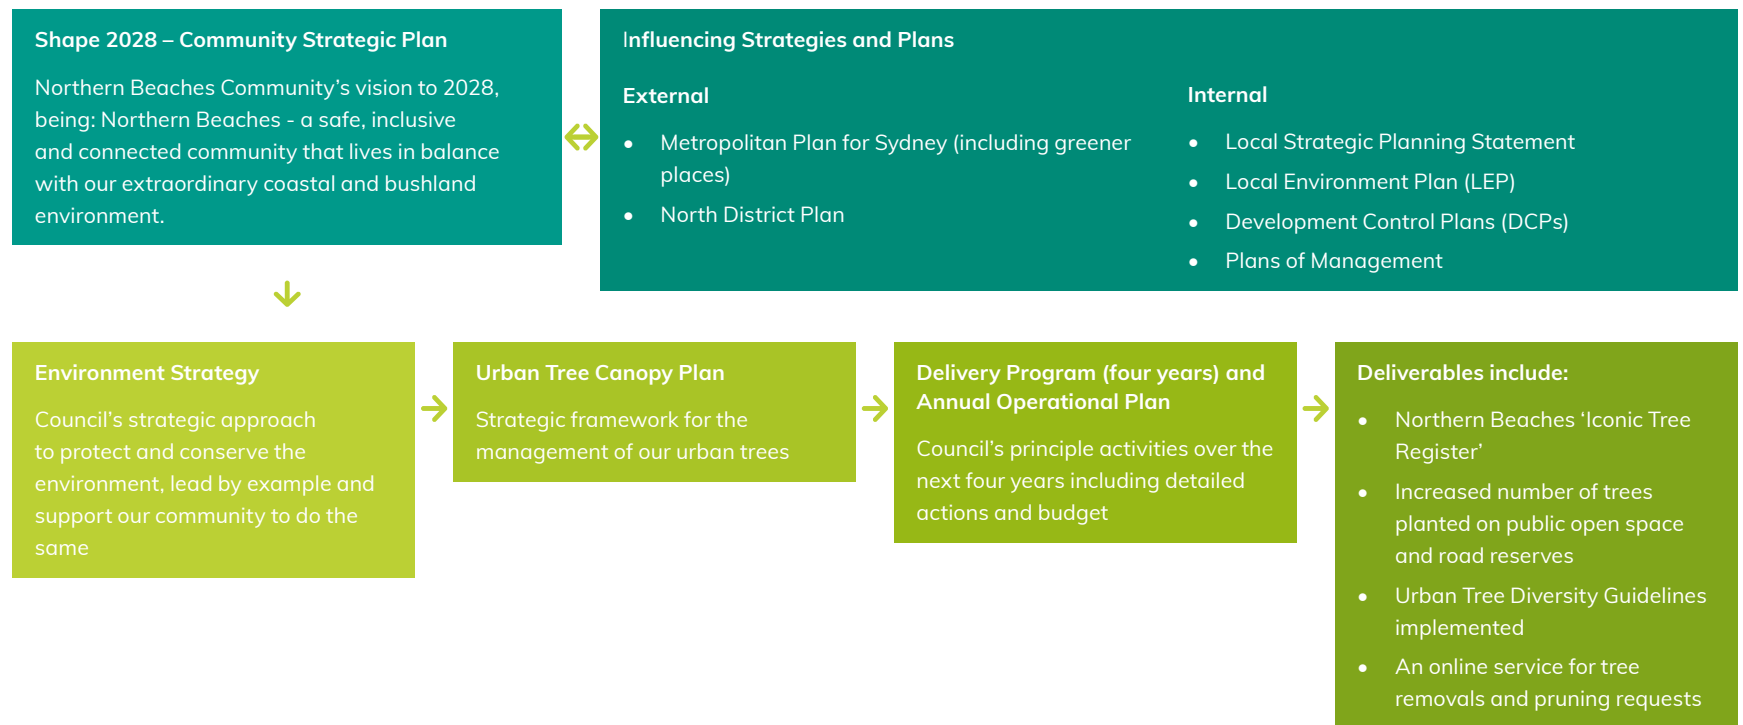 Shape 2028 – Community Strategic Plan
Northern Beaches Community’s vision to 2028,
being: Northern Beaches - a safe, inclusive
and connected community that lives in balance
with our extraordinary coastal and bushland
environment.
Influencing Strategies and Plans
External
• Metropolitan Plan for Sydney (including greener
places)
• North District Plan
Internal
• Local Strategic Planning Statement
• Local Environment Plan (LEP)
• Development Control Plans (DCPs)
• Plans of Management
Environment Strategy
Council’s strategic approach
to protect and conserve the
environment, lead by example and
support our community to do the
same
Urban Tree Canopy Plan
Strategic framework for the
management of our urban trees
Delivery Program (four years) and
Annual Operational Plan
Council’s principle activities over the
next four years including detailed
actions and budget
Deliverables include:
• Northern Beaches ‘Iconic Tree
Register’
• Increased number of trees
planted on public open space
and road reserves
• Urban Tree Diversity Guidelines
implemented
• An online service for tree
removals and pruning requests